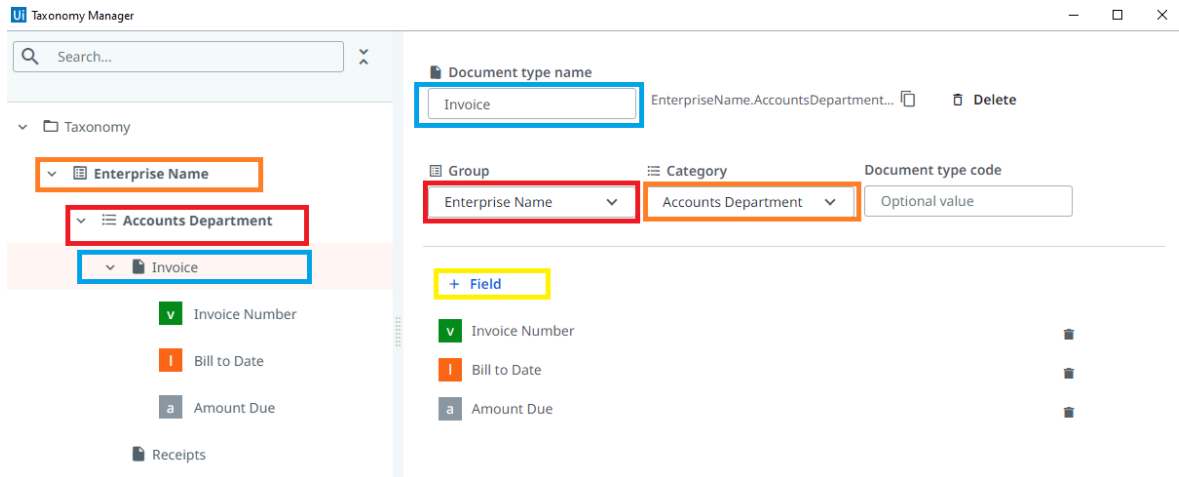 Ui Taxonomy Manager
Search...
Taxonomy
Enterprise Name
Accounts Department
Invoice
v Invoice Number
l Bill to Date
a Amount Due
Receipts
Document type name
Invoice
EnterpriseName.AccountsDepartment...
Delete
Group
Category
Document type code
Enterprise Name
Accounts Department
Optional value
+ Field
v Invoice Number
l Bill to Date
a Amount Due